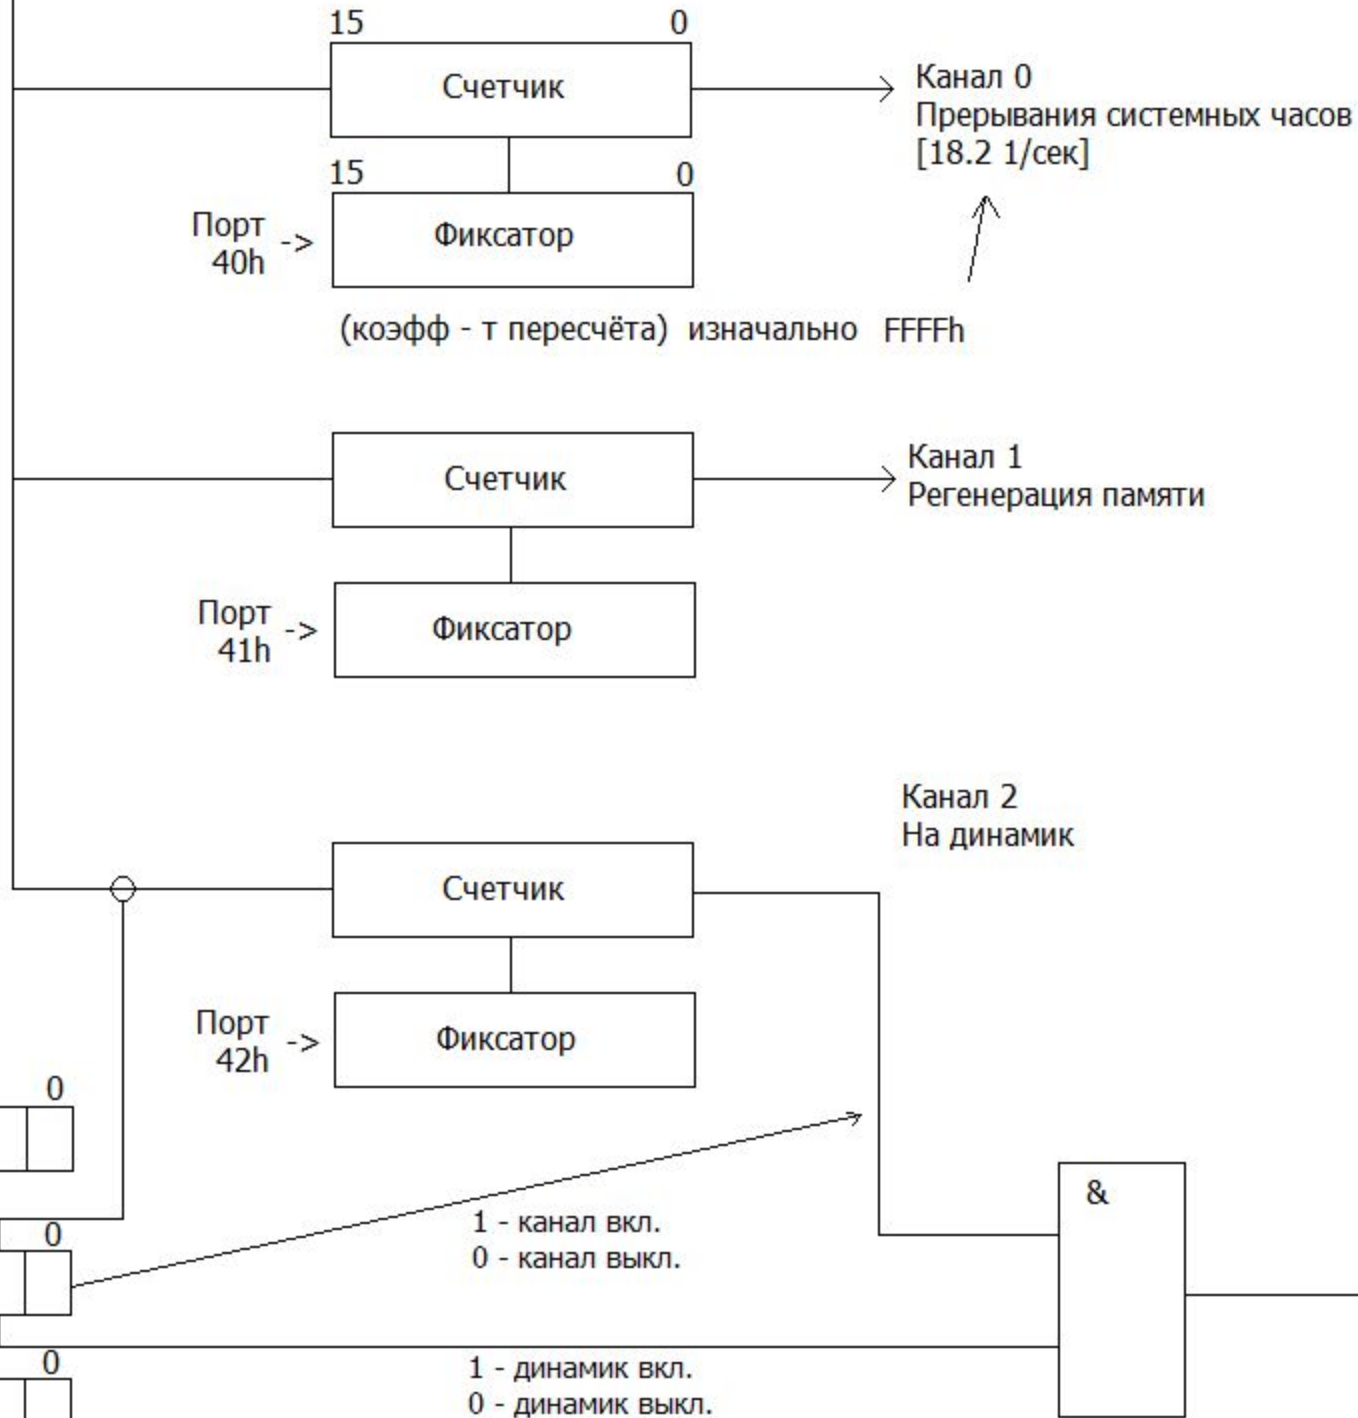 15 0
Счетчик
Канал 0
Прерывания системных часов
[18.2 1/сек]
15 0
Порт
40h
->
Фиксатор
(коэфф - т пересчёта) изначально FFFFh
Счетчик
Канал 1
Регенерация памяти
Порт
41h
->
Фиксатор
Канал 2
На динамик
Счетчик
Порт
42h
->
Фиксатор
0
&
1 - канал вкл.
0
0 - канал выкл.
0
1 - динамик вкл.
0 - динамик выкл.